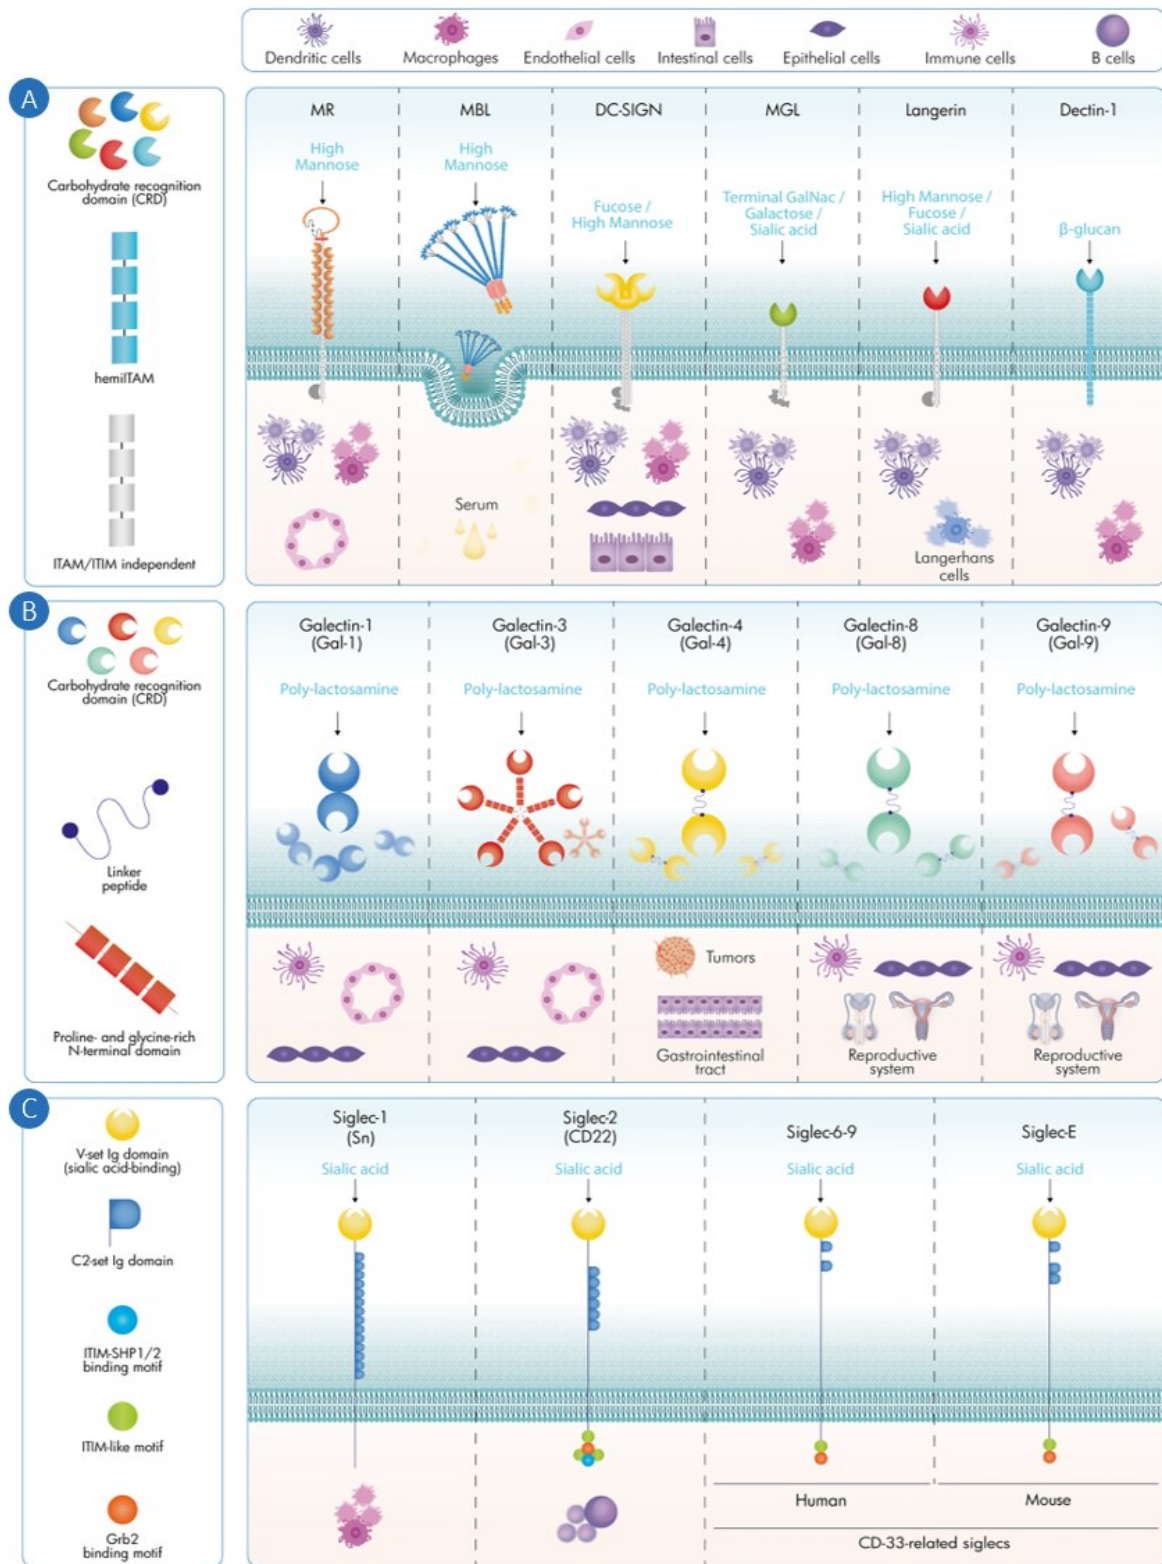 Dendritic cells
Macrophages
Endothelial cells
Intestinal cells
Epithelial cells
Immune cells
B cells
A
Carbohydrate recognition
domain (CRD)
hemiITAM
ITAM/ITIM independent
MR
High
Mannose
MBL
High
Mannose
Serum
DC-SIGN
Fucose /
High Mannose
MGL
Terminal GalNac /
Galactose /
Sialic acid
Langerin
High Mannose /
Fucose /
Sialic acid
Langerhans
cells
Dectin-1
β-glucan
B
Carbohydrate recognition
domain (CRD)
Linker
peptide
Proline- and glycine-rich
N-terminal domain
Galectin-1
(Gal-1)
Poly-lactosamine
Galectin-3
(Gal-3)
Poly-lactosamine
Galectin-4
(Gal-4)
Poly-lactosamine
Tumors
Gastrointestinal
tract
Galectin-8
(Gal-8)
Poly-lactosamine
Reproductive
system
Galectin-9
(Gal-9)
Poly-lactosamine
Reproductive
system
C
V-set Ig domain
(sialic acid-binding)
C2-set Ig domain
ITIM-SHP1/2
binding motif
ITIM-like motif
Grb2
binding motif
Siglec-1
(Sn)
Sialic acid
Siglec-2
(CD22)
Sialic acid
Siglec-6-9
Sialic acid
Siglec-E
Sialic acid
Human
Mouse
CD-33-related siglecs